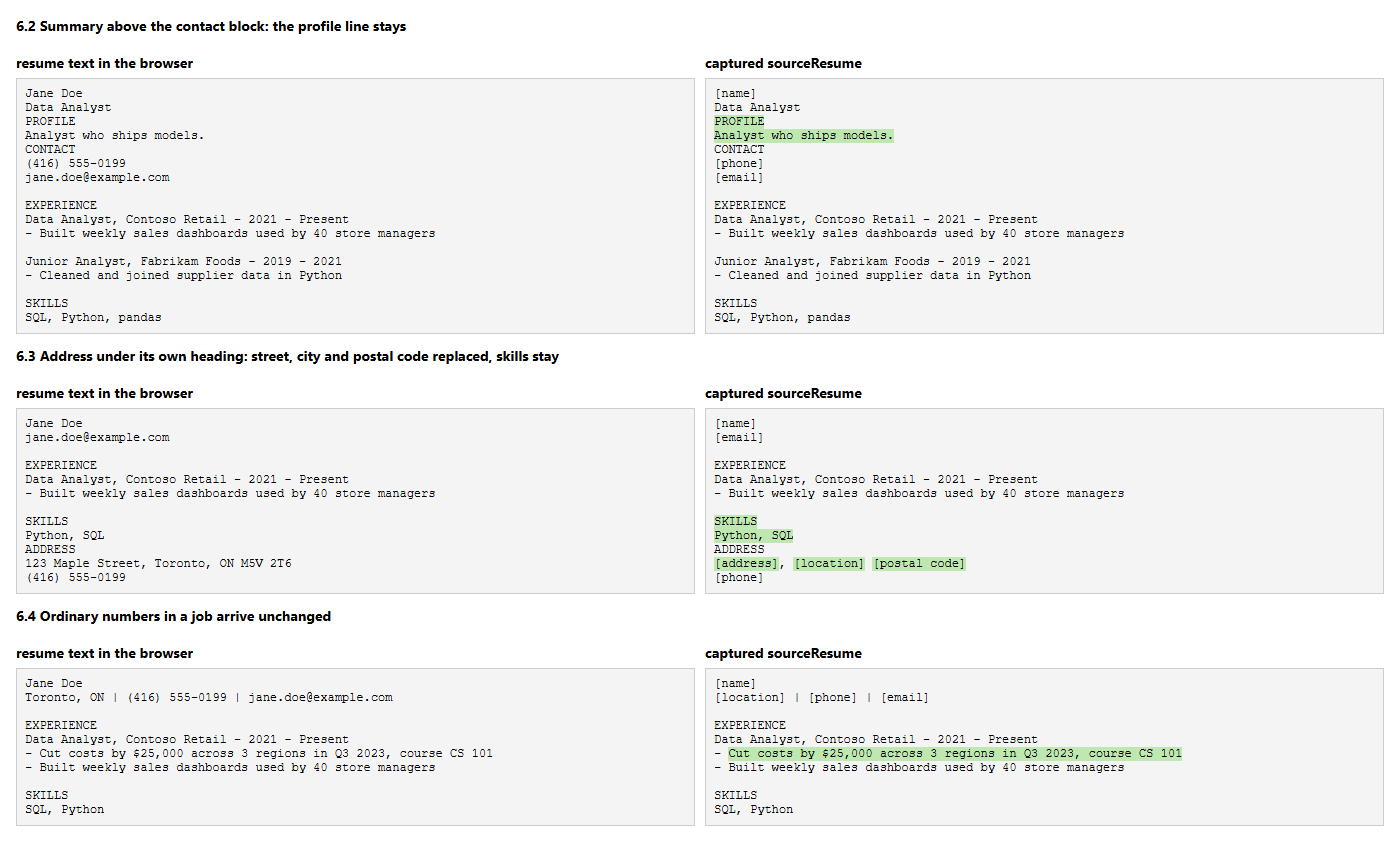 6.2 Summary above the contact block: the profile line stays
resume text in the browser
Jane Doe
Data Analyst
PROFILE
Analyst who ships models.
CONTACT
(416) 555-0199
jane.doe@example.com
EXPERIENCE
Data Analyst, Contoso Retail - 2021 - Present
- Built weekly sales dashboards used by 40 store managers
Junior Analyst, Fabrikam Foods - 2019 - 2021
- Cleaned and joined supplier data in Python
SKILLS
SQL, Python, pandas
captured sourceResume
[name]
Data Analyst
PROFILE
Analyst who ships models.
CONTACT
[phone]
[email]
EXPERIENCE
Data Analyst, Contoso Retail - 2021 - Present
- Built weekly sales dashboards used by 40 store managers
Junior Analyst, Fabrikam Foods - 2019 - 2021
- Cleaned and joined supplier data in Python
SKILLS
SQL, Python, pandas
6.3 Address under its own heading: street, city and postal code replaced, skills stay
resume text in the browser
Jane Doe
jane.doe@example.com
EXPERIENCE
Data Analyst, Contoso Retail - 2021 - Present
- Built weekly sales dashboards used by 40 store managers
SKILLS
Python, SQL
ADDRESS
123 Maple Street, Toronto, ON M5V 2T6
(416) 555-0199
captured sourceResume
[name]
[email]
EXPERIENCE
Data Analyst, Contoso Retail - 2021 - Present
- Built weekly sales dashboards used by 40 store managers
SKILLS
Python, SQL
ADDRESS
[address], [location] [postal code]
[phone]
6.4 Ordinary numbers in a job arrive unchanged
resume text in the browser
Jane Doe
Toronto, ON | (416) 555-0199 | jane.doe@example.com
EXPERIENCE
Data Analyst, Contoso Retail - 2021 - Present
- Cut costs by $25,000 across 3 regions in Q3 2023, course CS 101
- Built weekly sales dashboards used by 40 store managers
SKILLS
SQL, Python
captured sourceResume
[name]
[location] | [phone] | [email]
EXPERIENCE
Data Analyst, Contoso Retail - 2021 - Present
- Cut costs by $25,000 across 3 regions in Q3 2023, course CS 101
- Built weekly sales dashboards used by 40 store managers
SKILLS
SQL, Python